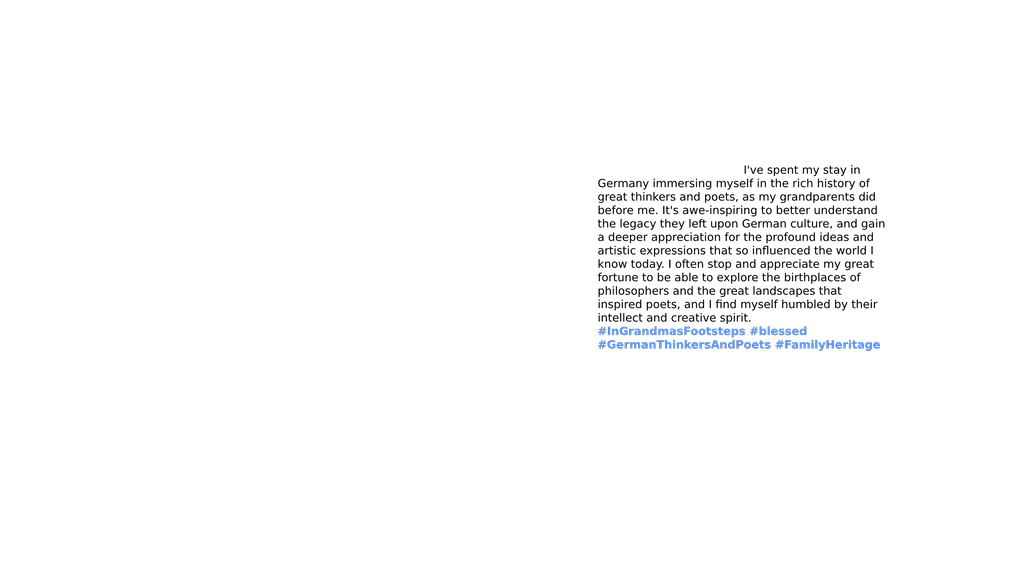 I've spent my stay in
Germany immersing myself in the rich history of
great thinkers and poets, as my grandparents did
before me. It's awe-inspiring to better understand
the legacy they left upon German culture, and gain
a deeper appreciation for the profound ideas and
artistic expressions that so influenced the world I
know today. I often stop and appreciate my great
fortune to be able to explore the birthplaces of
philosophers and the great landscapes that
inspired poets, and I find myself humbled by their
intellect and creative spirit.
#InGrandmasFootsteps #blessed
#GermanThinkersAndPoets #FamilyHeritage